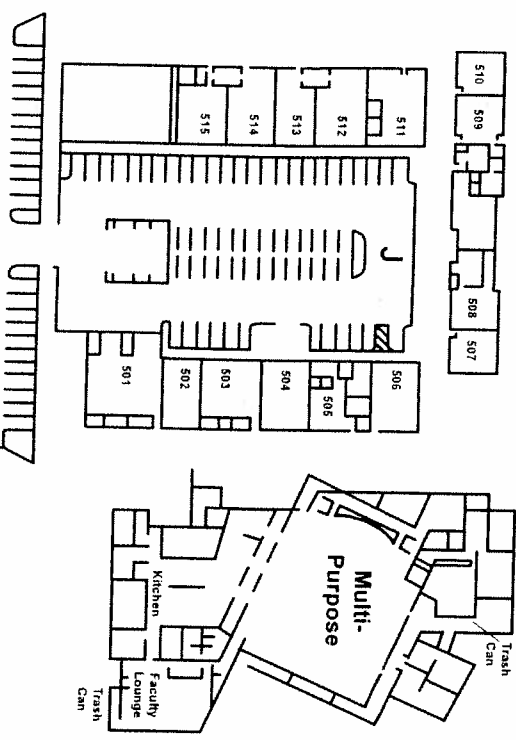 510
509
508
507
511
512
513
514
515
J
506
505
504
503
502
501
Multi-
Purpose
Trash
Can
Kitchen
Faculty
Lounge
Trash
Can